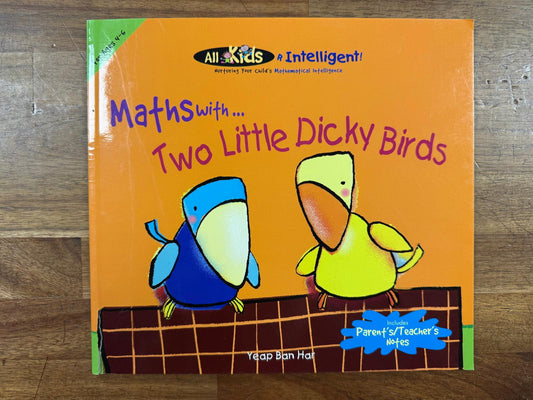 for Ages 4-6
All Kids R Intelligent!
Nurturing Your Child's Mathematical Intelligence
Maths with...
Two Little Dicky Birds
Includes
Parent's/Teacher's
Notes
Yeap Ban Har